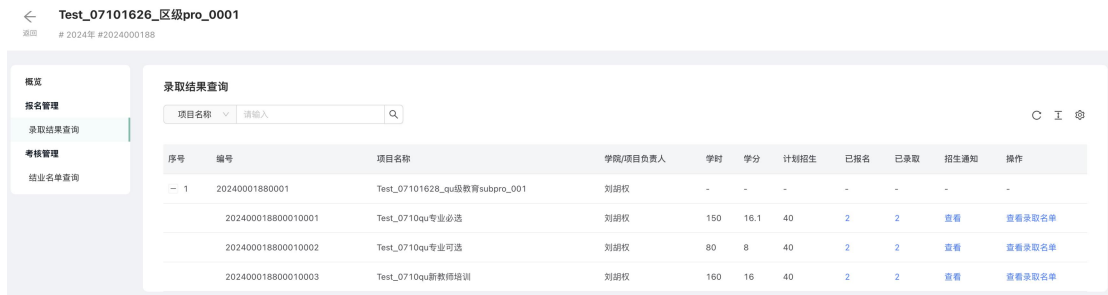 Test_07101626_区级pro_0001
返回 # 2024年 #2024000188
概览
报名管理
录取结果查询
考核管理
结业名单查询
录取结果查询
项目名称 请输入
序号 编号 项目名称 学院/项目负责人 学时 学分 计划招生 已报名 已录取 招生通知 操作
1 20240001880001 Test_07101628_qu级教育subpro_001 刘胡权 - - - - - - -
202400018800010001 Test_0710qu专业必选 刘胡权 150 16.1 40 2 2 查看 查看录取名单
202400018800010002 Test_0710qu专业可选 刘胡权 80 8 40 2 2 查看 查看录取名单
202400018800010003 Test_0710qu新教师培训 刘胡权 160 16 40 2 2 查看 查看录取名单